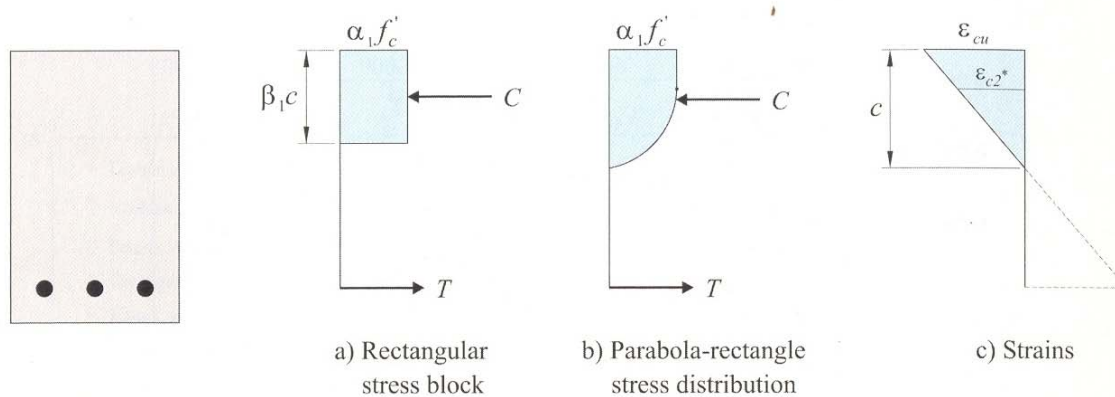 α₁f'c
β₁c
C
T
a) Rectangular
stress block
α₁f'c
C
T
b) Parabola-rectangle
stress distribution
εcu
εc2*
c
c) Strains